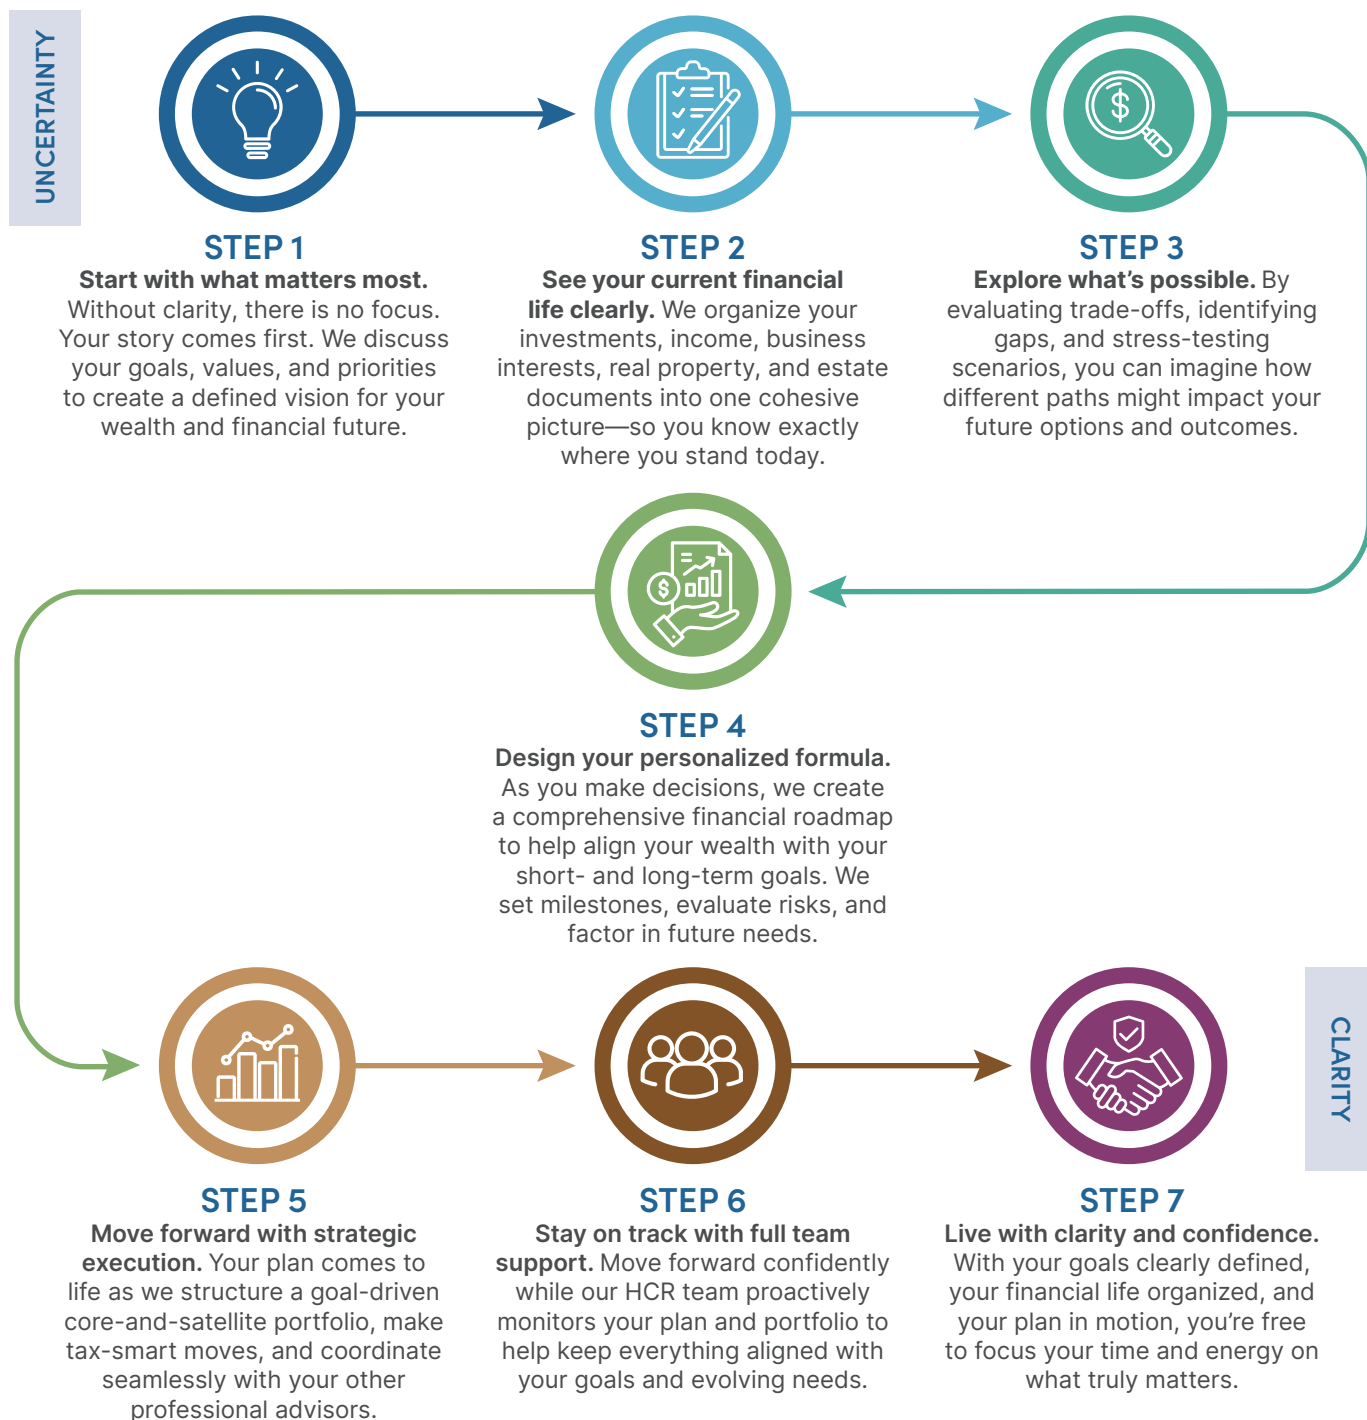 UNCERTAINTY
STEP 1
Start with what matters most.
Without clarity, there is no focus.
Your story comes first. We discuss
your goals, values, and priorities
to create a defined vision for your
wealth and financial future.
STEP 2
See your current financial
life clearly. We organize your
investments, income, business
interests, real property, and estate
documents into one cohesive
picture—so you know exactly
where you stand today.
$
STEP 3
Explore what’s possible. By
evaluating trade-offs, identifying
gaps, and stress-testing
scenarios, you can imagine how
different paths might impact your
future options and outcomes.
$
STEP 4
Design your personalized formula.
As you make decisions, we create
a comprehensive financial roadmap
to help align your wealth with your
short- and long-term goals. We
set milestones, evaluate risks, and
factor in future needs.
STEP 5
Move forward with strategic
execution. Your plan comes to
life as we structure a goal-driven
core-and-satellite portfolio, make
tax-smart moves, and coordinate
seamlessly with your other
professional advisors.
STEP 6
Stay on track with full team
support. Move forward confidently
while our HCR team proactively
monitors your plan and portfolio to
help keep everything aligned with
your goals and evolving needs.
STEP 7
Live with clarity and confidence.
With your goals clearly defined,
your financial life organized, and
your plan in motion, you’re free
to focus your time and energy on
what truly matters.
CLARITY